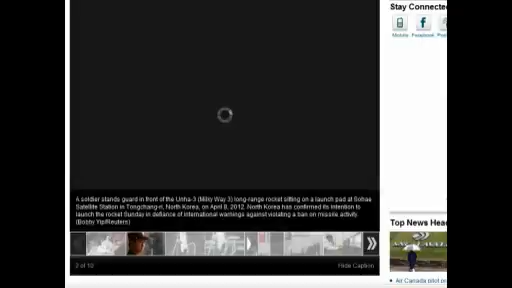 Stay Connected
Mobile Facebook
A soldier stands guard in front of the Unha-3 (Milky Way 3) long-range rocket sitting on a launch pad at Sohae
Satellite Station in Tongchang-ri, North Korea, on April 8, 2012. North Korea has confirmed its intention to
launch the rocket Sunday in defiance of international warnings against violating a ban on missile activity.
(Bobby Yip/Reuters)
2 of 10
Hide Caption
Top News Hea
Air Canada pilot